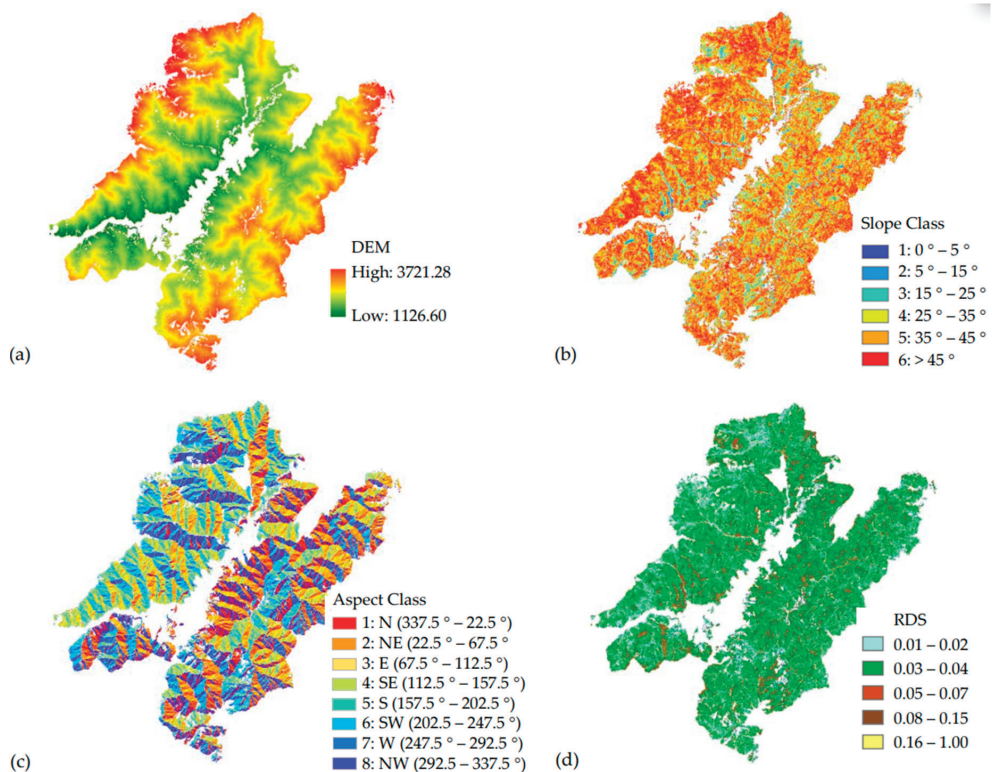 DEM
High: 3721.28
Low: 1126.60
(a)
Slope Class
1: 0 ° – 5 °
2: 5 ° – 15 °
3: 15 ° – 25 °
4: 25 ° – 35 °
5: 35 ° – 45 °
6: > 45 °
(b)
Aspect Class
1: N (337.5 ° – 22.5 °)
2: NE (22.5 ° – 67.5 °
3: E (67.5 ° – 112.5 °)
4: SE (112.5 ° – 157.5 °)
5: S (157.5 ° – 202.5 °)
6: SW (202.5 ° – 247.5 °)
7: W (247.5 ° – 292.5 °)
8: NW (292.5 ° – 337.5 °)
(c)
RDS
0.01 – 0.02
0.03 – 0.04
0.05 – 0.07
0.08 – 0.15
0.16 – 1.00
(d)